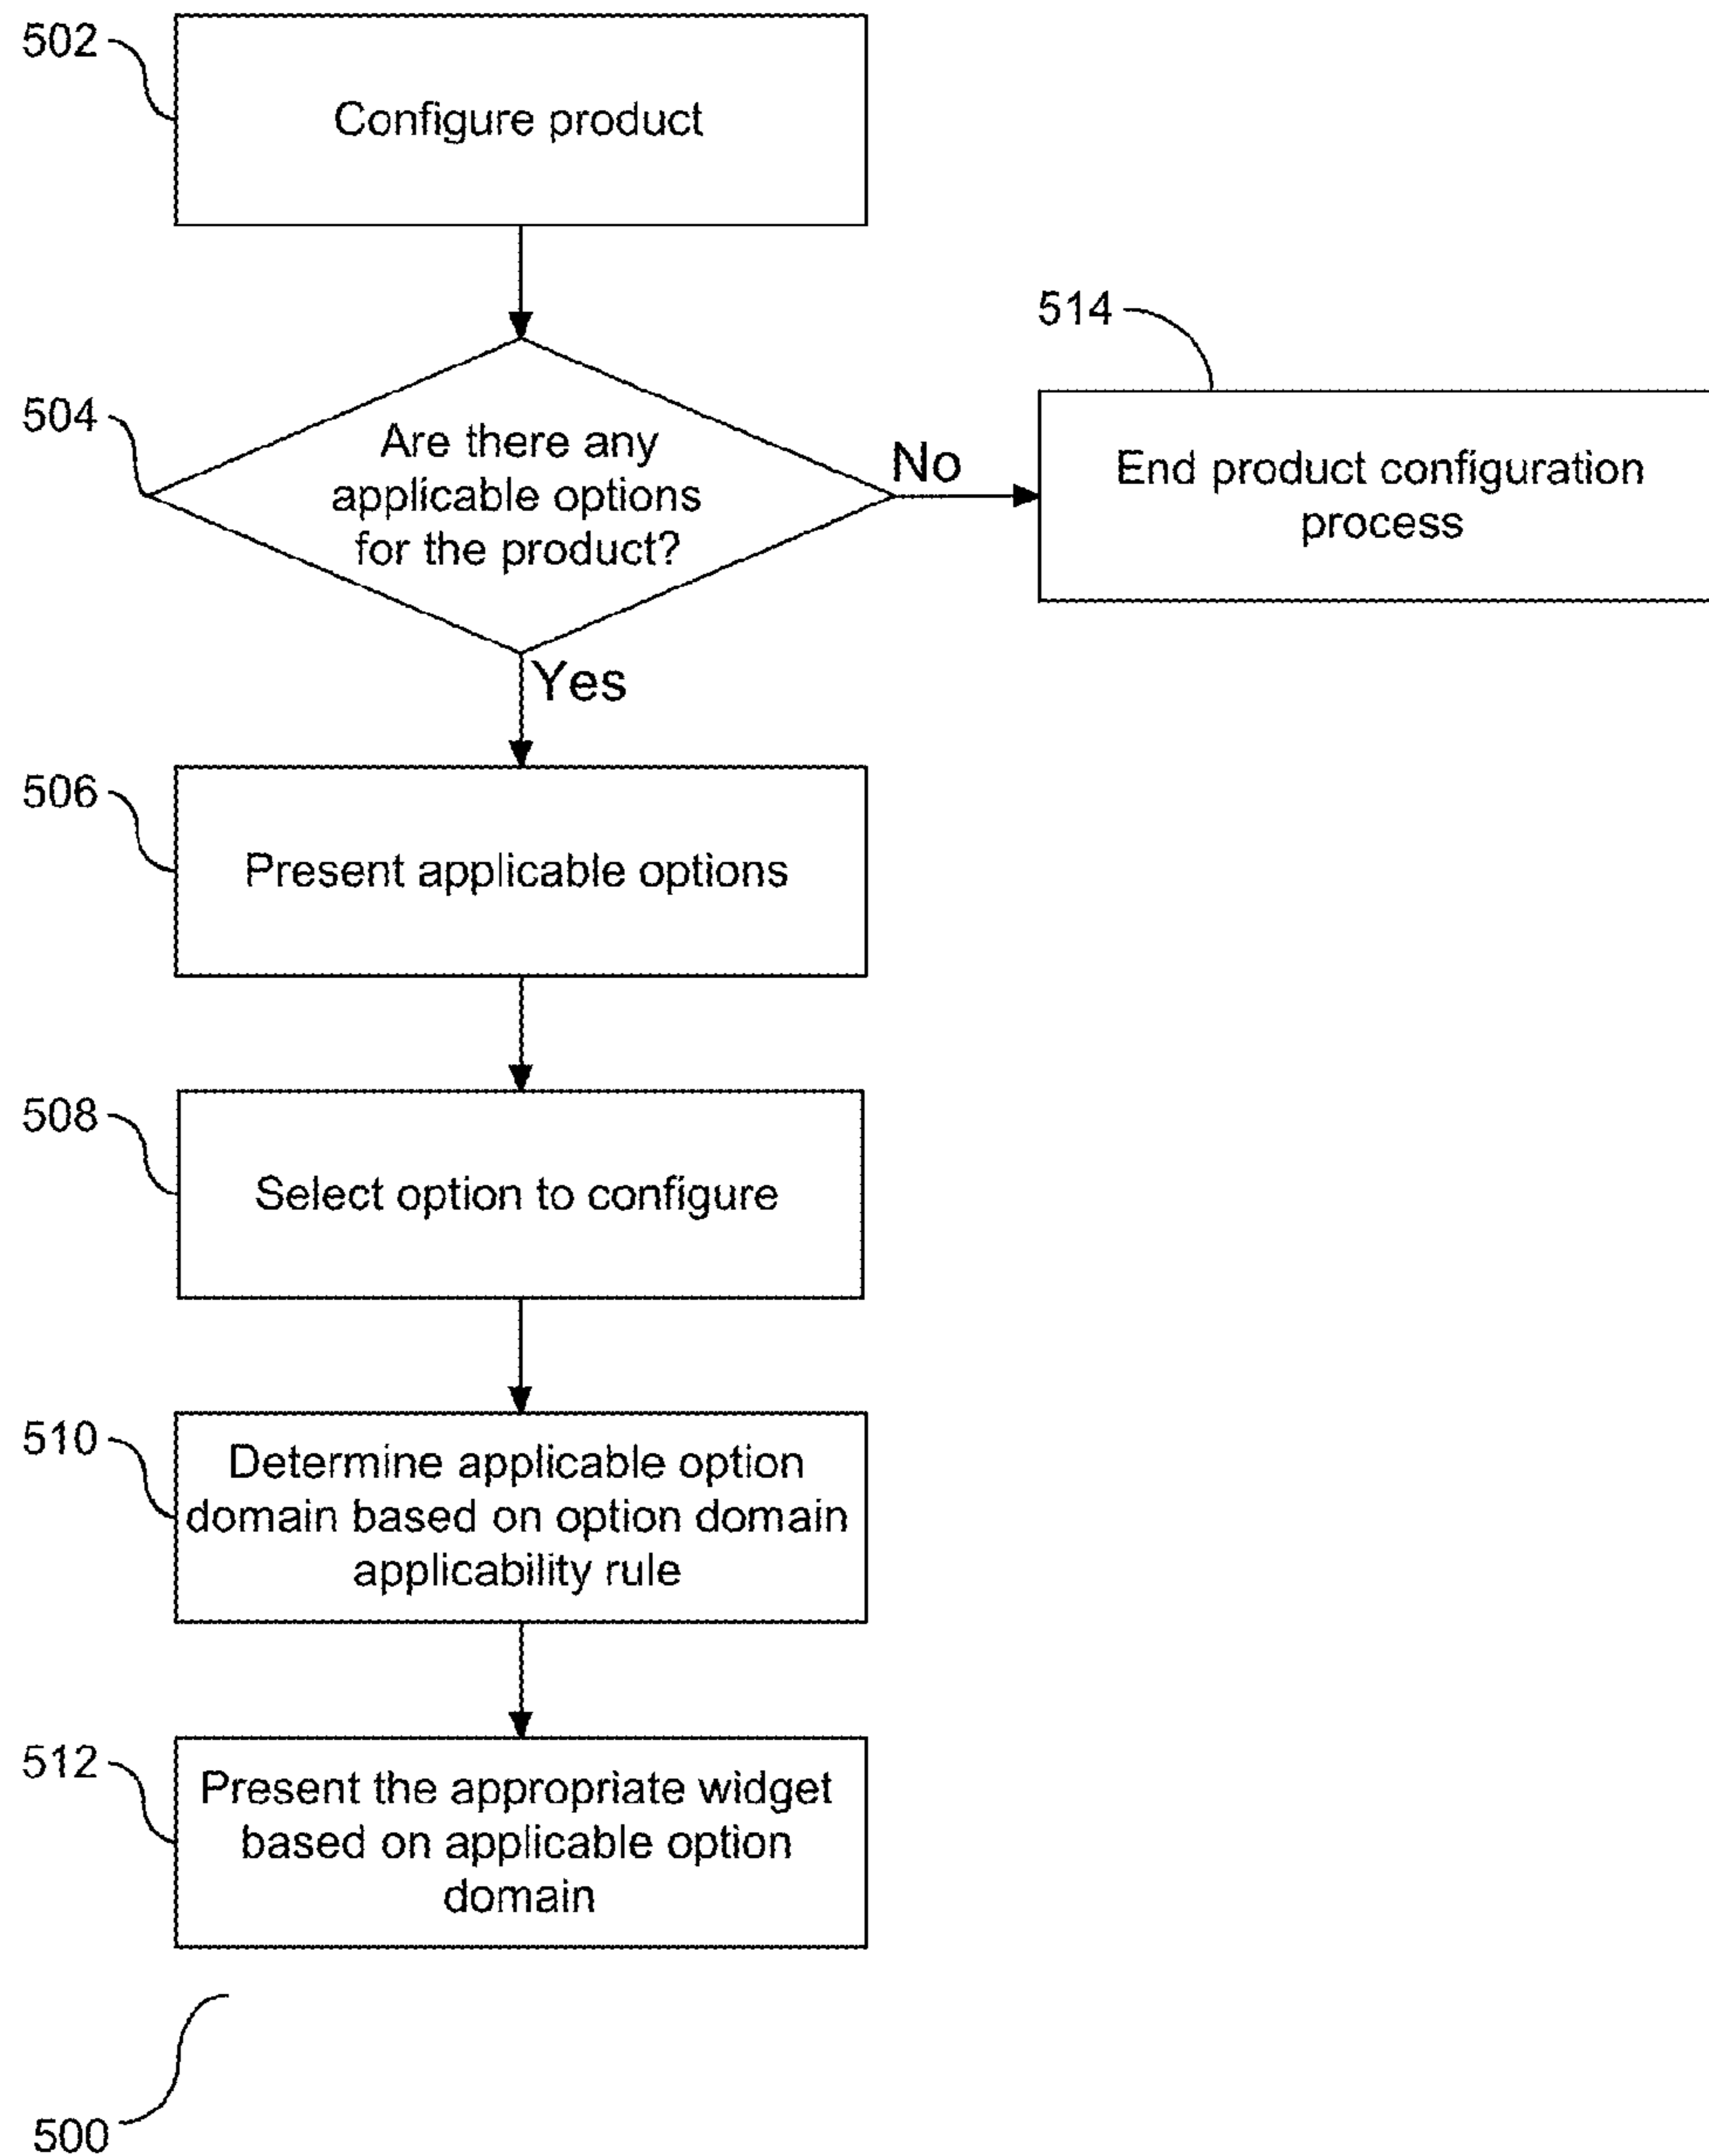 502
Configure product
514
504
Are there any
applicable options
for the product?
No
End product configuration
process
Yes
506
Present applicable options
508
Select option to configure
510
Determine applicable option
domain based on option domain
applicability rule
512
Present the appropriate widget
based on applicable option
domain
500